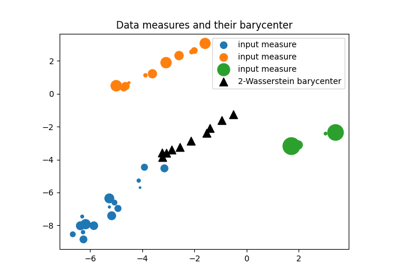 Data measures and their barycenter
input measure
input measure
input measure
2-Wasserstein barycenter
2
0
−2
−4
−6
−8
−6
−4
−2
0
2